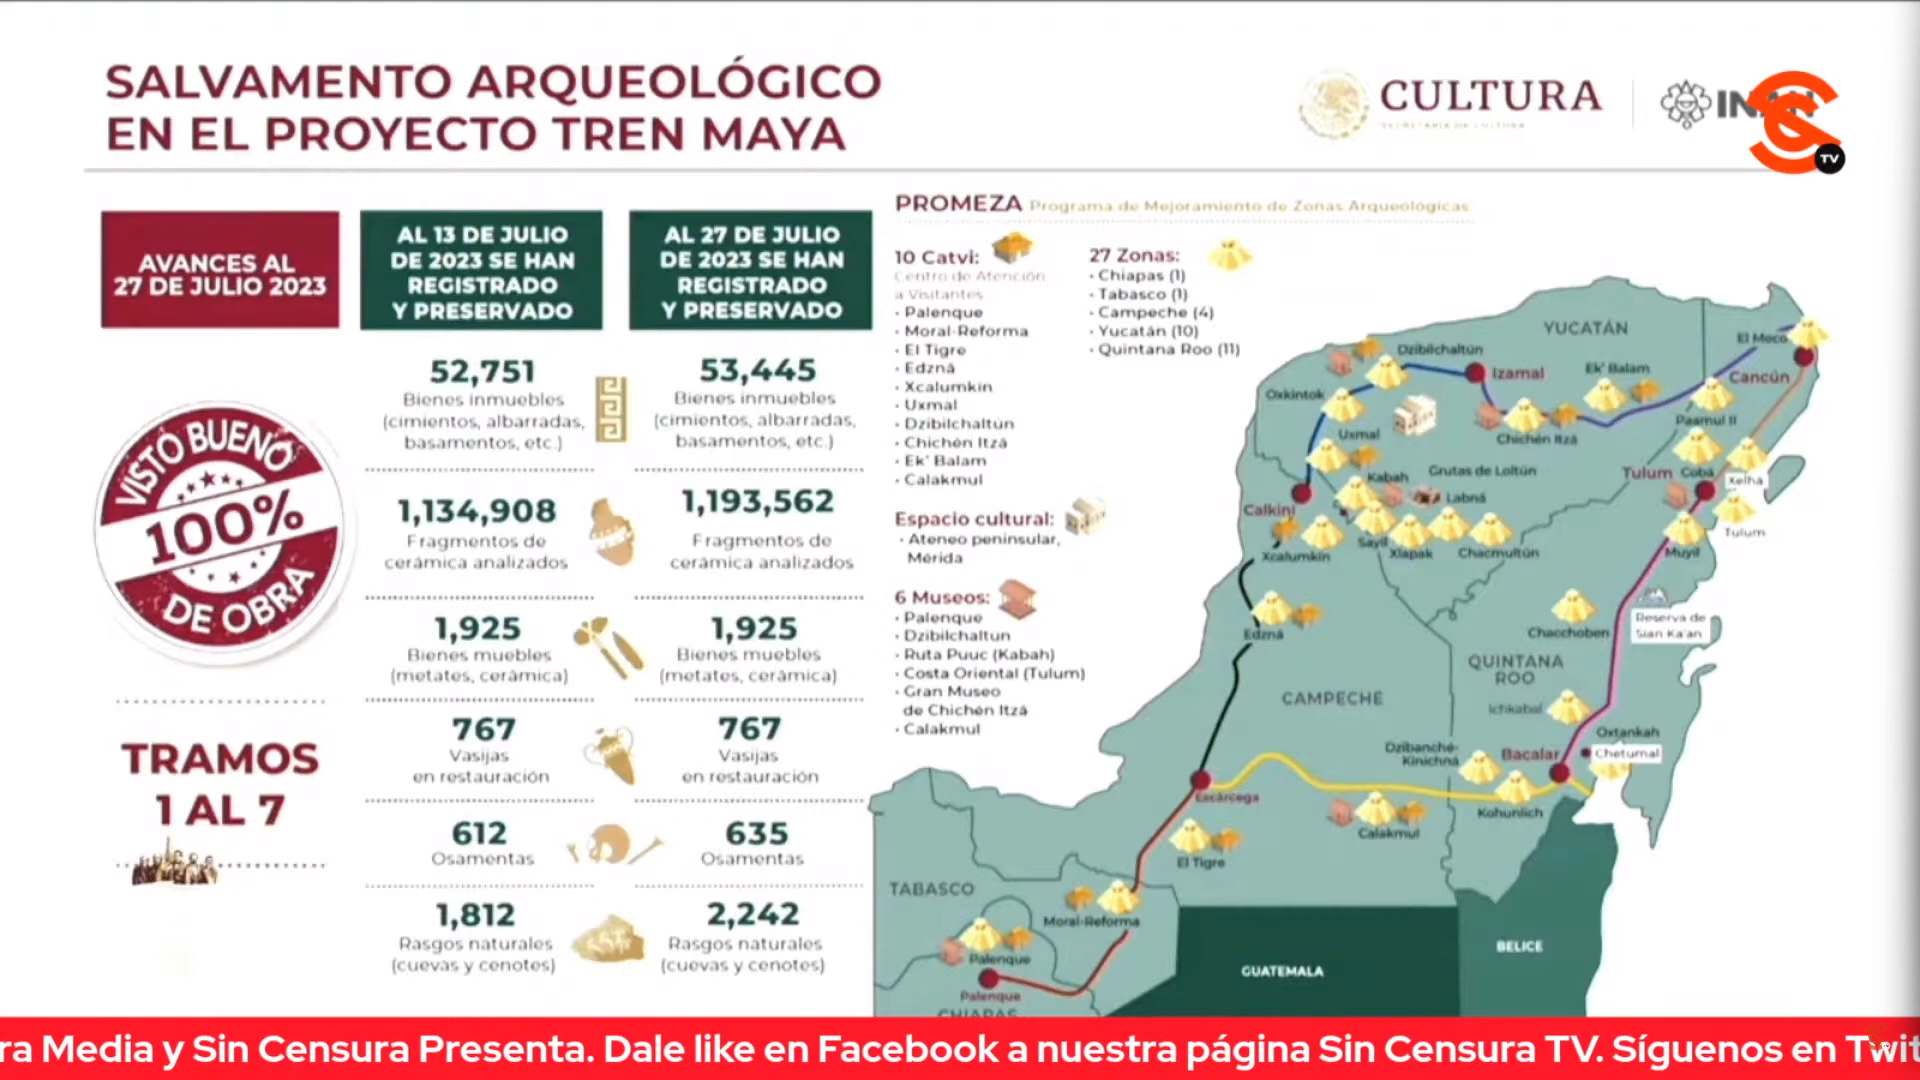 SALVAMENTO ARQUEOLÓGICO
EN EL PROYECTO TREN MAYA
CULTURA
SECRETARÍA DE CULTURA
TV
AVANCES AL
27 DE JULIO 2023
VISTO BUENO
100%
DE OBRA
TRAMOS
1 AL 7
AL 13 DE JULIO
DE 2023 SE HAN
REGISTRADO
Y PRESERVADO
52,751
Bienes inmuebles
(cimientos, albarradas,
basamentos, etc.)
1,134,908
Fragmentos de
cerámica analizados
1,925
Bienes muebles
(metates, cerámica)
767
Vasijas
en restauración
612
Osamentas
1,812
Rasgos naturales
(cuevas y cenotes)
AL 27 DE JULIO
DE 2023 SE HAN
REGISTRADO
Y PRESERVADO
53,445
Bienes inmuebles
(cimientos, albarradas,
basamentos, etc.)
1,193,562
Fragmentos de
cerámica analizados
1,925
Bienes muebles
(metates, cerámica)
767
Vasijas
en restauración
635
Osamentas
2,242
Rasgos naturales
(cuevas y cenotes)
PROMEZA Programa de Mejoramiento de Zonas Arqueológicas
10 Catvi:
Centro de Atención
a Visitantes
· Palenque
· Moral-Reforma
· El Tigre
· Edzná
· Xcalumkín
· Uxmal
· Dzibilchaltún
· Chichén Itzá
· Ek' Balam
· Calakmul
27 Zonas:
· Chiapas (1)
· Tabasco (1)
· Campeche (4)
· Yucatán (10)
· Quintana Roo (11)
Espacio cultural:
· Ateneo peninsular,
Mérida
6 Museos:
· Palenque
· Dzibilchaltún
· Ruta Puuc (Kabah)
· Costa Oriental (Tulum)
· Gran Museo
de Chichén Itzá
· Calakmul
YUCATÁN
El Meco
Dzibilchaltún
Izamal
Ek' Balam
Cancún
Oxkintok
Paamul II
Uxmal
Chichén Itzá
Kabah
Grutas de Loltún
Tulum
Cobá
Xelhá
Labná
Calkiní
Tulum
Sayil
Xlapak
Chacmultún
Muyil
Xcalumkín
Edzná
Chacchoben
Reserva de
Sian Ka'an
QUINTANA
ROO
CAMPECHE
Ichkabal
Oxtankah
Dzibanché-
Kinichná
Bacalar
Chetumal
Escárcega
Kohunlich
Calakmul
El Tigre
TABASCO
Moral-Reforma
Palenque
Palenque
CHIAPAS
GUATEMALA
BELICE
ra Media y Sin Censura Presenta. Dale like en Facebook a nuestra página Sin Censura TV. Síguenos en Twit